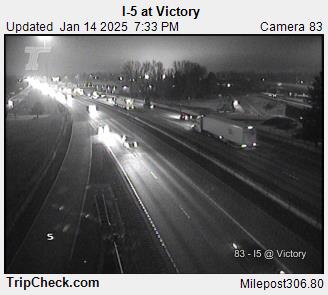 I-5 at Victory
Updated Jan 14 2025 7:33 PM Camera 83
S
83 - I5 @ Victory
TripCheck.com Milepost306.80